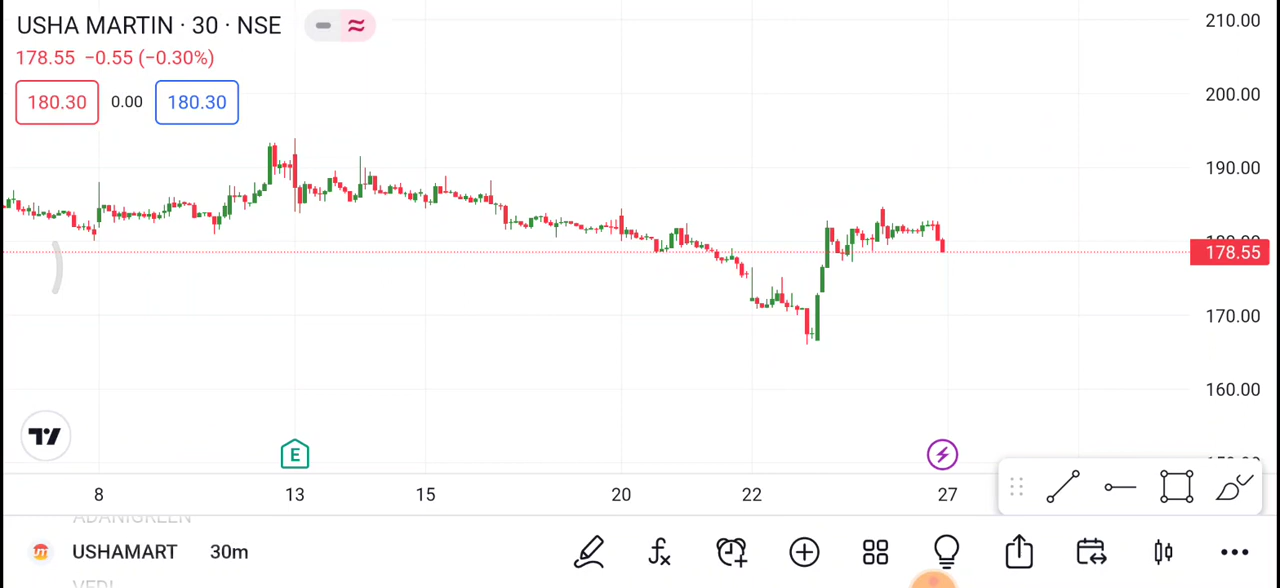 USHA MARTIN · 30 · NSE
178.55 −0.55 (−0.30%)
180.30 0.00 180.30
210.00
200.00
190.00
178.55
170.00
160.00
E
8 13 15 20 22 27
ADANIGREEN
USHAMART 30m